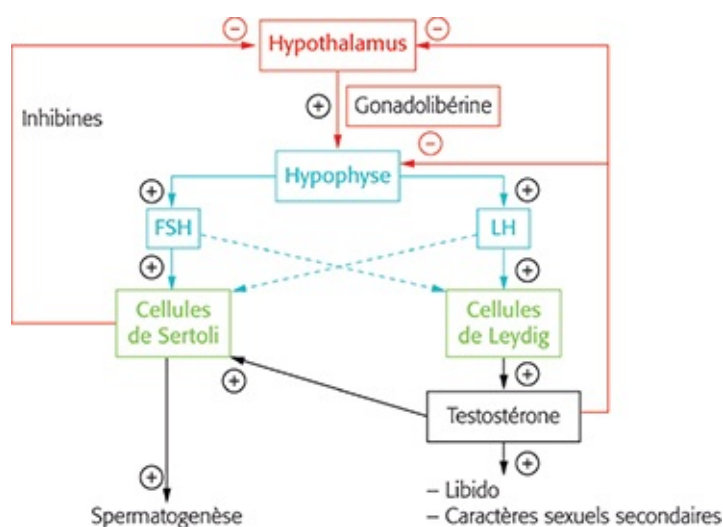 Hypothalamus
Inhibines
Gonadolibérine
Hypophyse
FSH
LH
Cellules
de Sertoli
Cellules
de Leydig
Testostérone
Spermatogenèse
– Libido
– Caractères sexuels secondaires